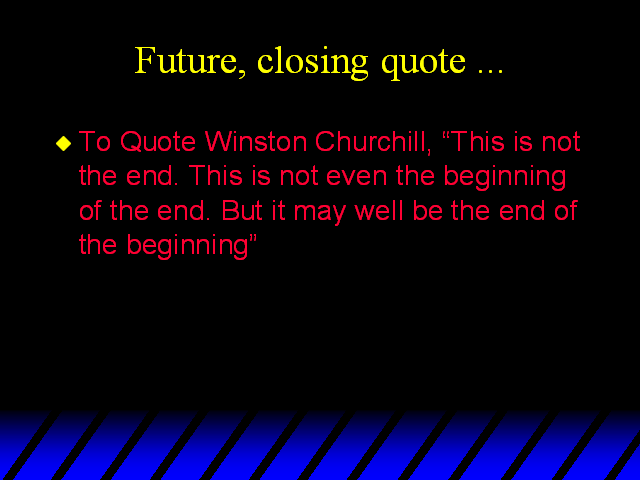 Future, closing quote ...
To Quote Winston Churchill, “This is not
the end. This is not even the beginning
of the end. But it may well be the end of
the beginning”